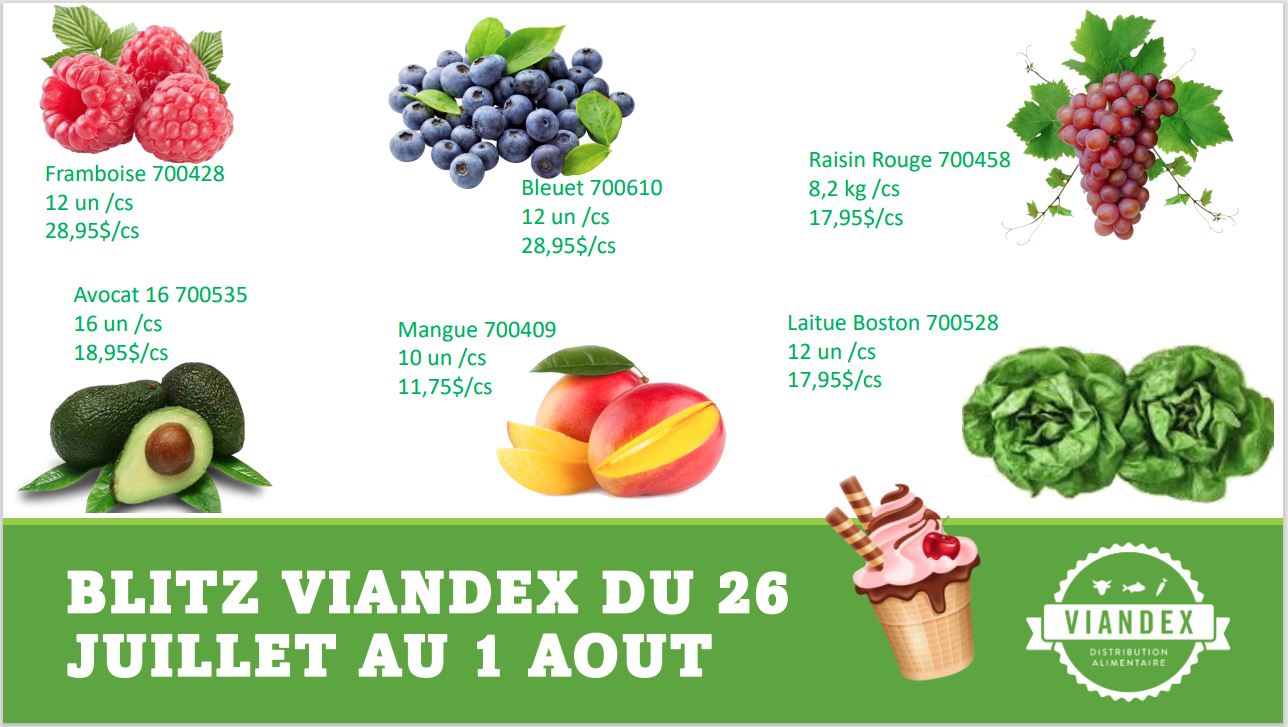 Framboise 700428
12 un /cs
28,95$/cs
Bleuet 700610
12 un /cs
28,95$/cs
Raisin Rouge 700458
8,2 kg /cs
17,95$/cs
Avocat 16 700535
16 un /cs
18,95$/cs
Mangue 700409
10 un /cs
11,75$/cs
Laitue Boston 700528
12 un /cs
17,95$/cs
BLITZ VIANDEX DU 26
JUILLET AU 1 AOUT
VIANDEX
DISTRIBUTION
ALIMENTAIRE